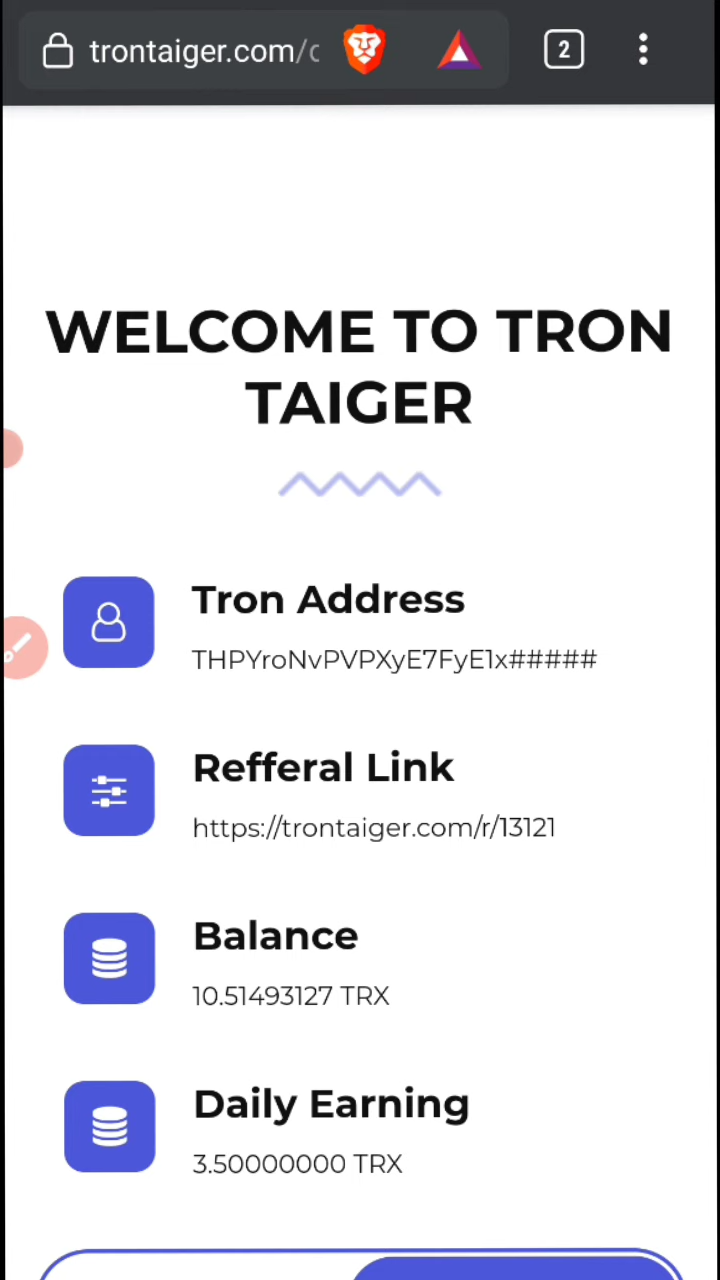 trontaiger.com/c
2
WELCOME TO TRON
TAIGER
Tron Address
THPYroNvPVPXyE7FyE1x#####
Refferal Link
https://trontaiger.com/r/13121
Balance
10.51493127 TRX
Daily Earning
3.50000000 TRX